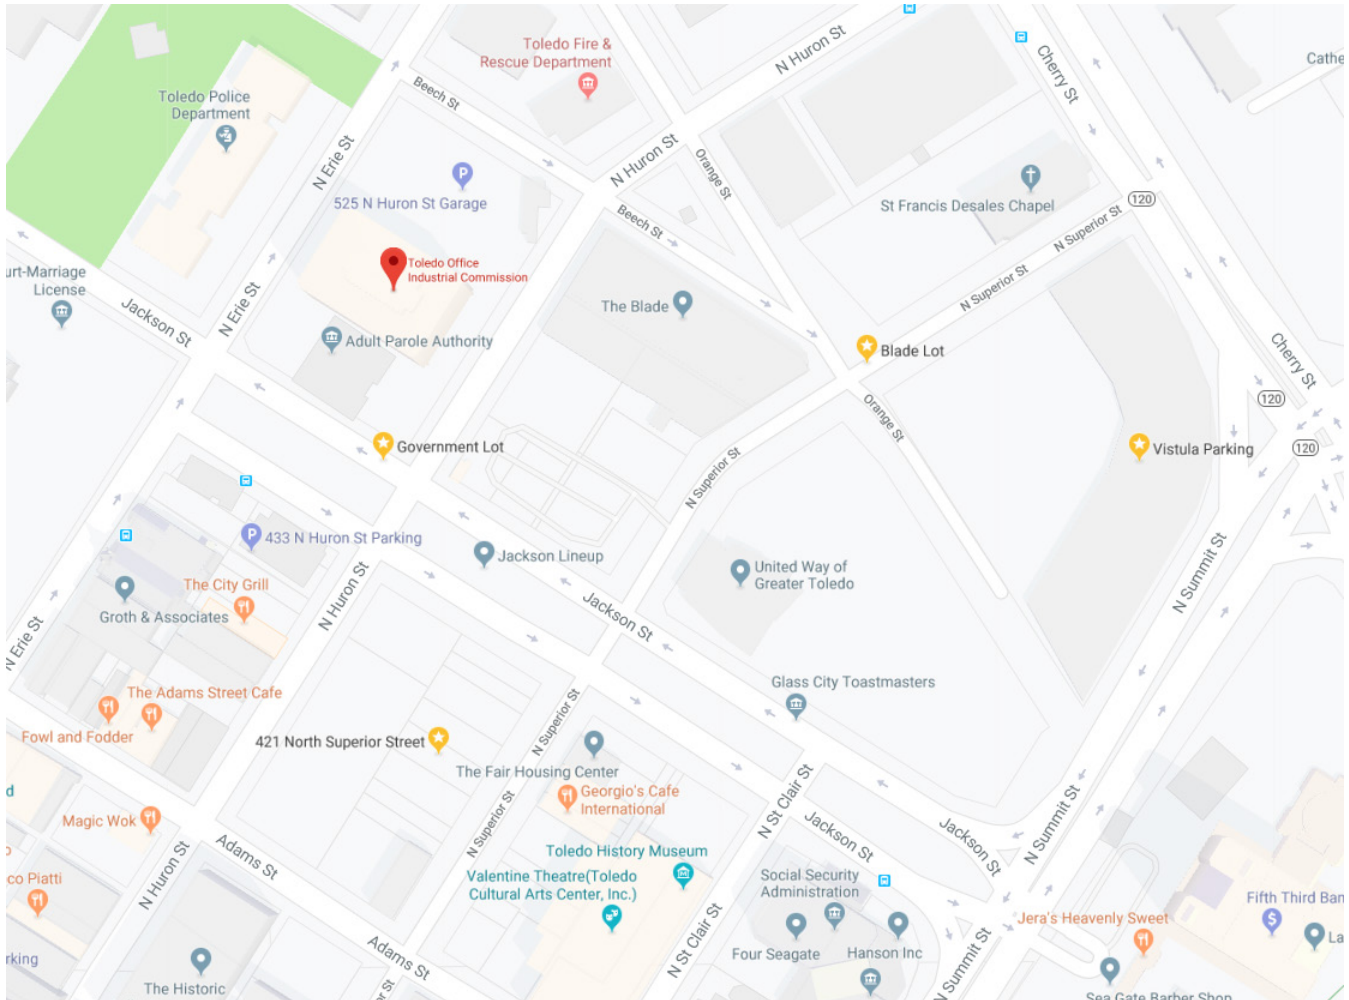 N Huron St
Cherry St
Toledo Fire &
Rescue Department
Cathe
Beech St
Toledo Police
Department
N Erie St
N Huron St
Orange St
P
525 N Huron St Garage
St Francis Desales Chapel
120
N Superior St
Beech St
Toledo Office
Industrial Commission
urt-Marriage
License
Jackson St
N Erie St
N Superior St
The Blade
Adult Parole Authority
Blade Lot
Cherry St
120
Orange St
Government Lot
Vistula Parking
120
N Superior St
P
433 N Huron St Parking
Jackson Lineup
United Way of
Greater Toledo
N Summit St
The City Grill
Groth & Associates
N Huron St
Jackson St
N Erie St
Glass City Toastmasters
The Adams Street Cafe
Fowl and Fodder
421 North Superior Street
N Superior St
The Fair Housing Center
Georgio's Cafe
International
d
Magic Wok
N Superior St
N St Clair St
Jackson St
Jackson St
N Summit St
Adams St
Toledo History Museum
Valentine Theatre(Toledo
Cultural Arts Center, Inc.)
Social Security
Administration
N Huron St
co Piatti
Fifth Third Ban
$
Jera's Heavenly Sweet
La
Adams St
N St Clair St
Four Seagate
Hanson Inc
N Summit St
rking
The Historic
or St
Sea Gate Barber Shop